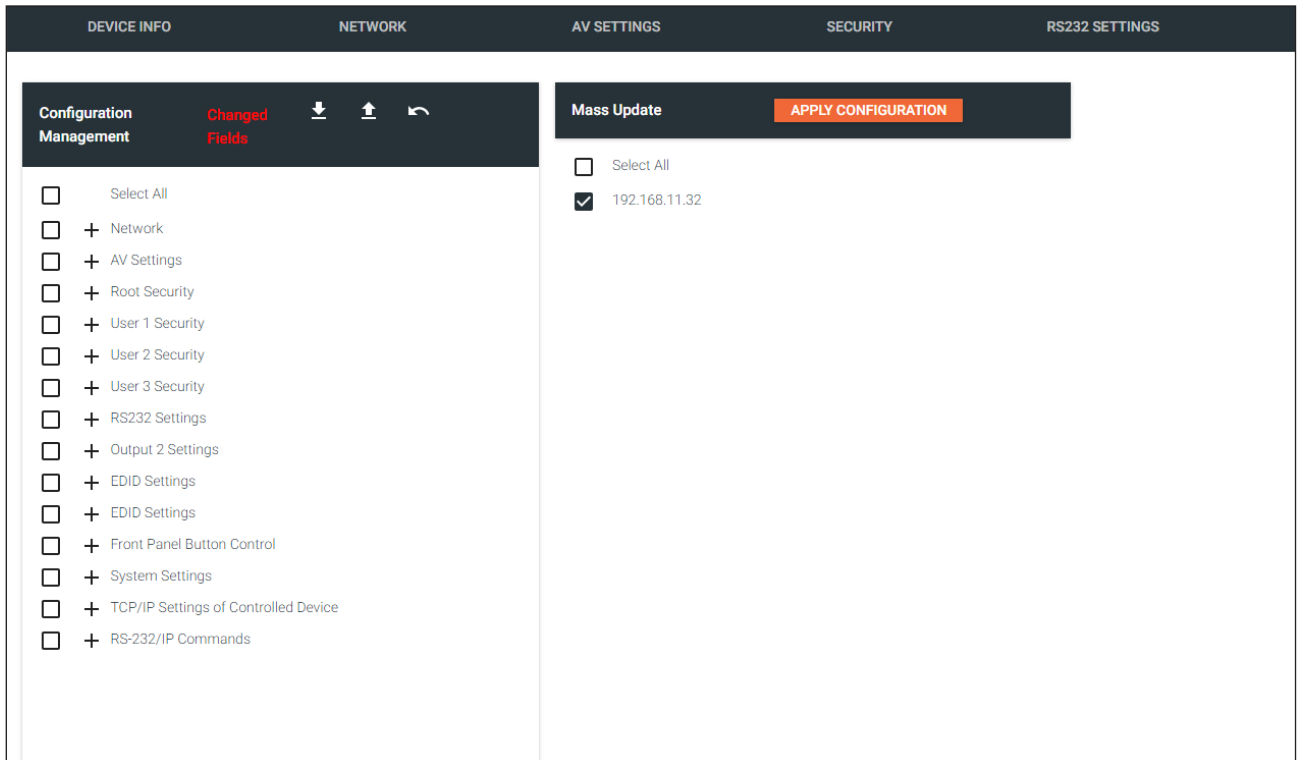 DEVICE INFO NETWORK AV SETTINGS SECURITY RS232 SETTINGS
Configuration
Management
Changed
Fields
Select All
Network
AV Settings
Root Security
User 1 Security
User 2 Security
User 3 Security
RS232 Settings
Output 2 Settings
EDID Settings
EDID Settings
Front Panel Button Control
System Settings
TCP/IP Settings of Controlled Device
RS-232/IP Commands
Mass Update APPLY CONFIGURATION
Select All
192.168.11.32